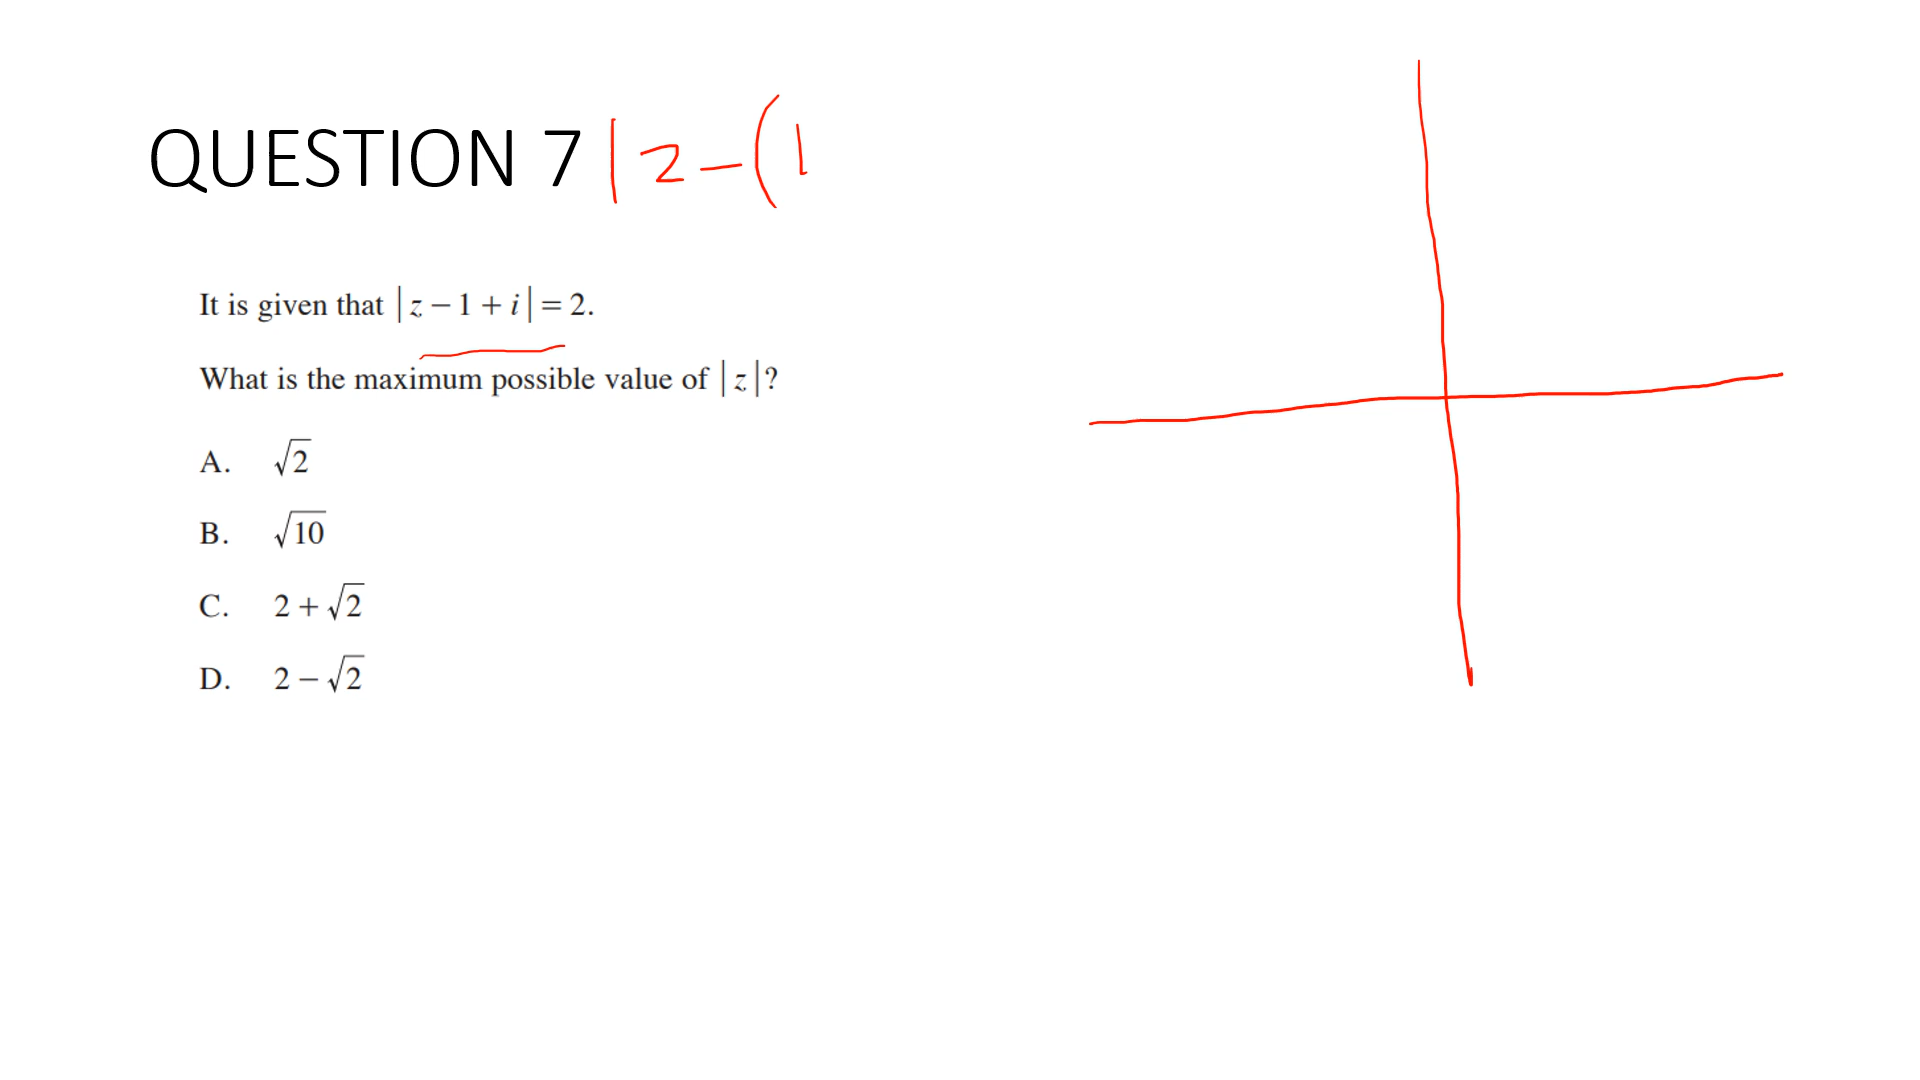 QUESTION 7 |z-(1
It is given that |z − 1 + i| = 2.
What is the maximum possible value of |z|?
A. √2
B. √10
C. 2 + √2
D. 2 − √2